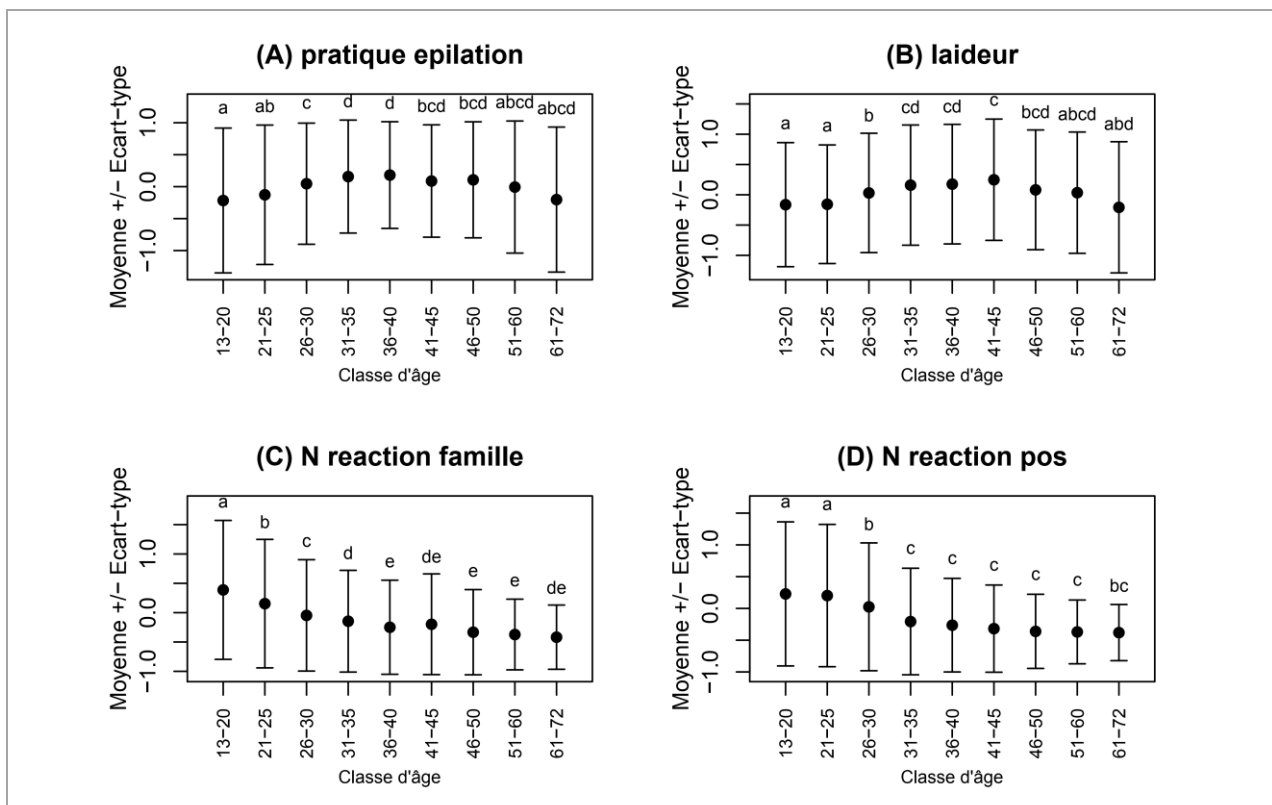 (A) pratique epilation
Moyenne +/− Ecart−type
−1.0 0.0 1.0
a ab c d d bcd bcd abcd abcd
13−20 21−25 26−30 31−35 36−40 41−45 46−50 51−60 61−72
Classe d'âge
(B) laideur
Moyenne +/− Ecart−type
−1.0 0.0 1.0
a a b cd cd c bcd abcd abd
13−20 21−25 26−30 31−35 36−40 41−45 46−50 51−60 61−72
Classe d'âge
(C) N reaction famille
Moyenne +/− Ecart−type
−1.0 0.0 1.0
a b c d e de e e de
13−20 21−25 26−30 31−35 36−40 41−45 46−50 51−60 61−72
Classe d'âge
(D) N reaction pos
Moyenne +/− Ecart−type
−1.0 0.0 1.0
a a b c c c c c bc
13−20 21−25 26−30 31−35 36−40 41−45 46−50 51−60 61−72
Classe d'âge